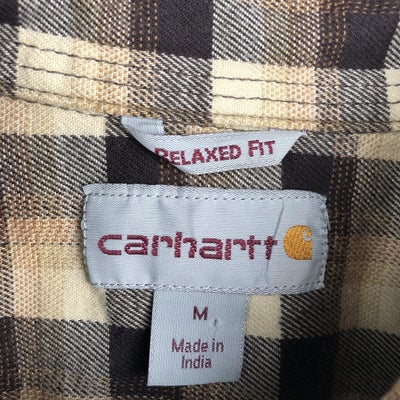 RELAXED FIT
carhartt
M
Made in
India